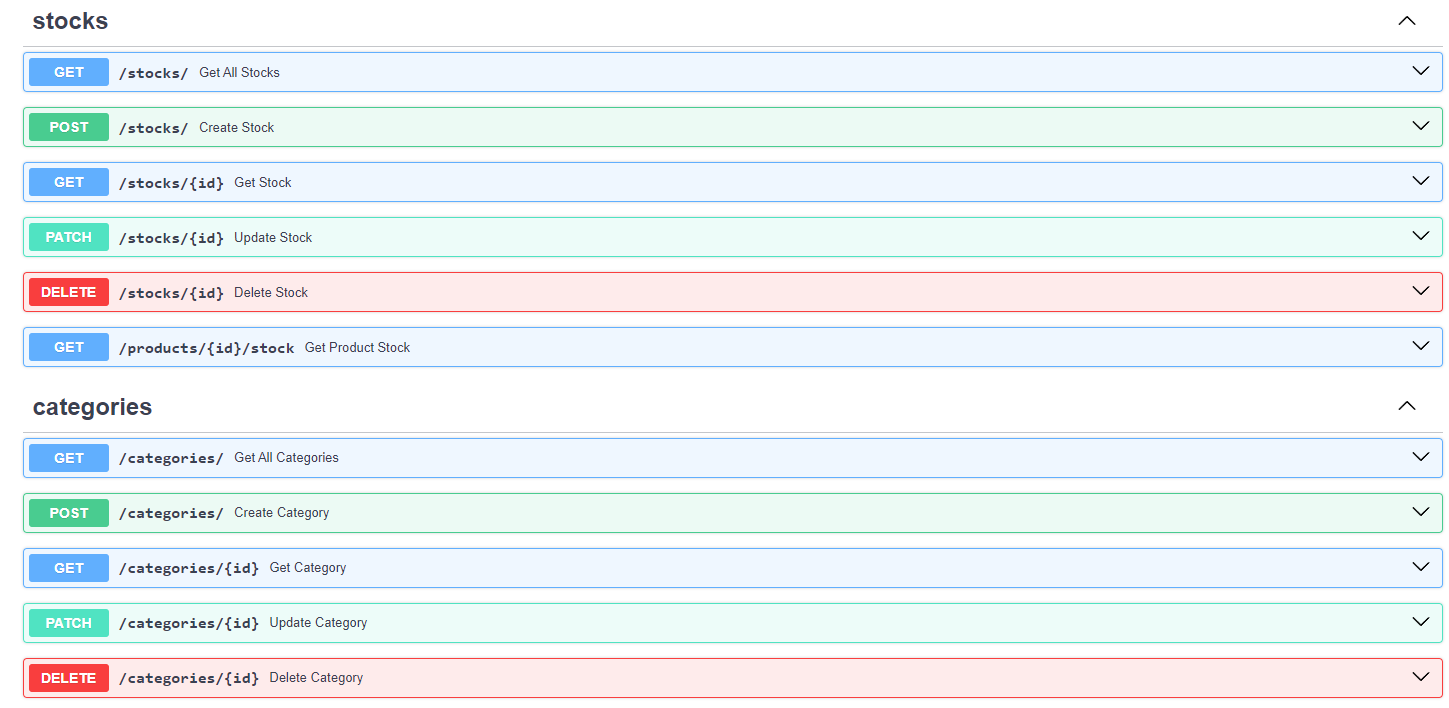 stocks
GET /stocks/ Get All Stocks
POST /stocks/ Create Stock
GET /stocks/{id} Get Stock
PATCH /stocks/{id} Update Stock
DELETE /stocks/{id} Delete Stock
GET /products/{id}/stock Get Product Stock
categories
GET /categories/ Get All Categories
POST /categories/ Create Category
GET /categories/{id} Get Category
PATCH /categories/{id} Update Category
DELETE /categories/{id} Delete Category